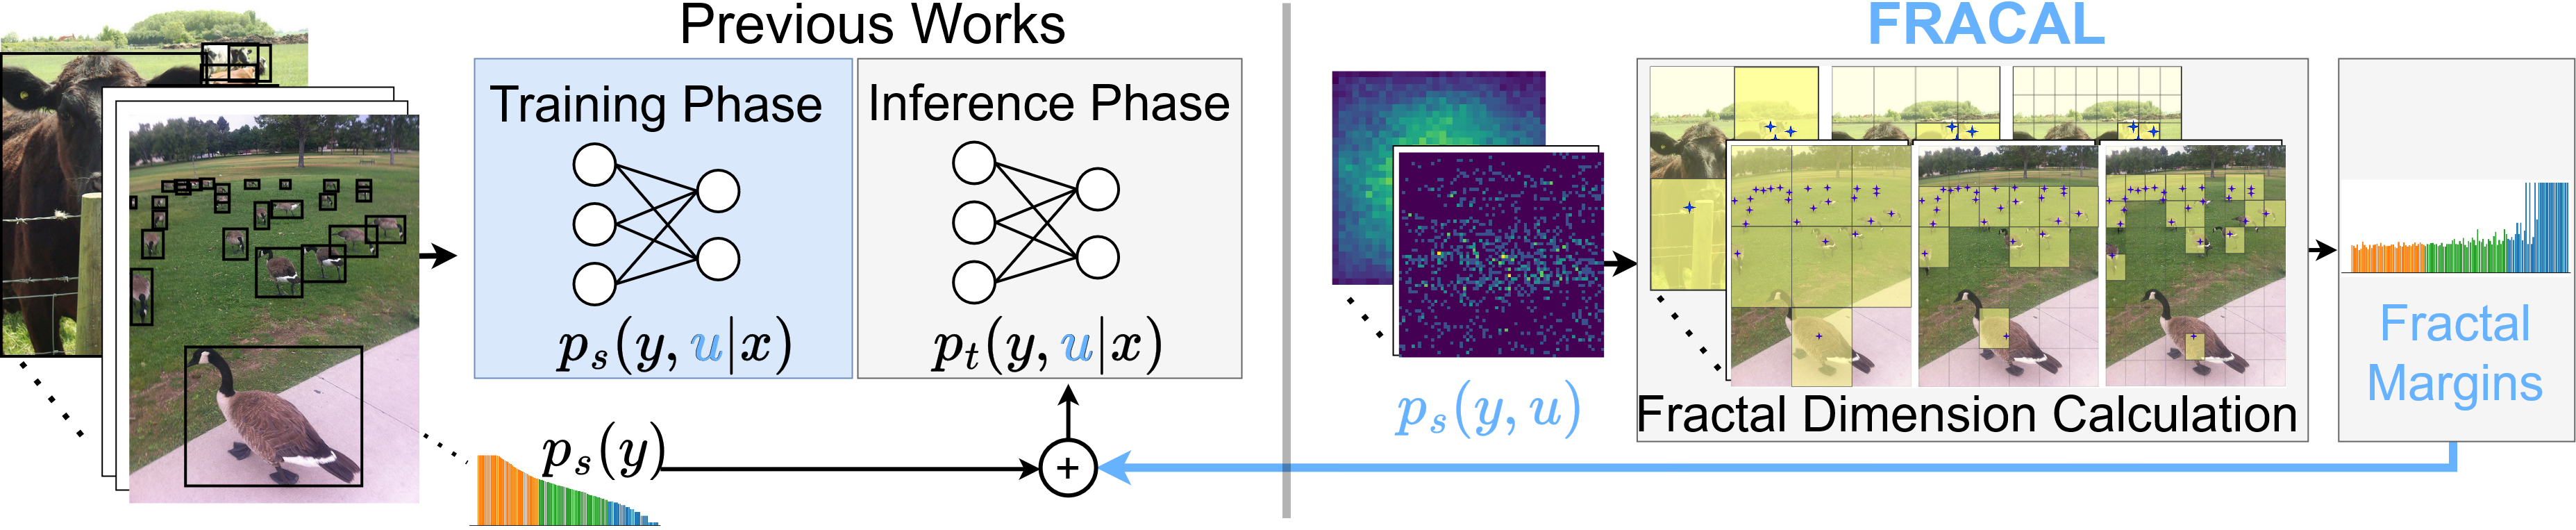 Previous Works
Training Phase
p_s(y, u|x)
Inference Phase
p_t(y, u|x)
p_s(y)
+
FRACAL
p_s(y, u)
Fractal Dimension Calculation
Fractal
Margins